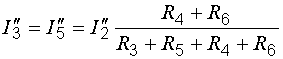 I″₃ = I″₅ = I″₂ (R₄ + R₆) / (R₃ + R₅ + R₄ + R₆)